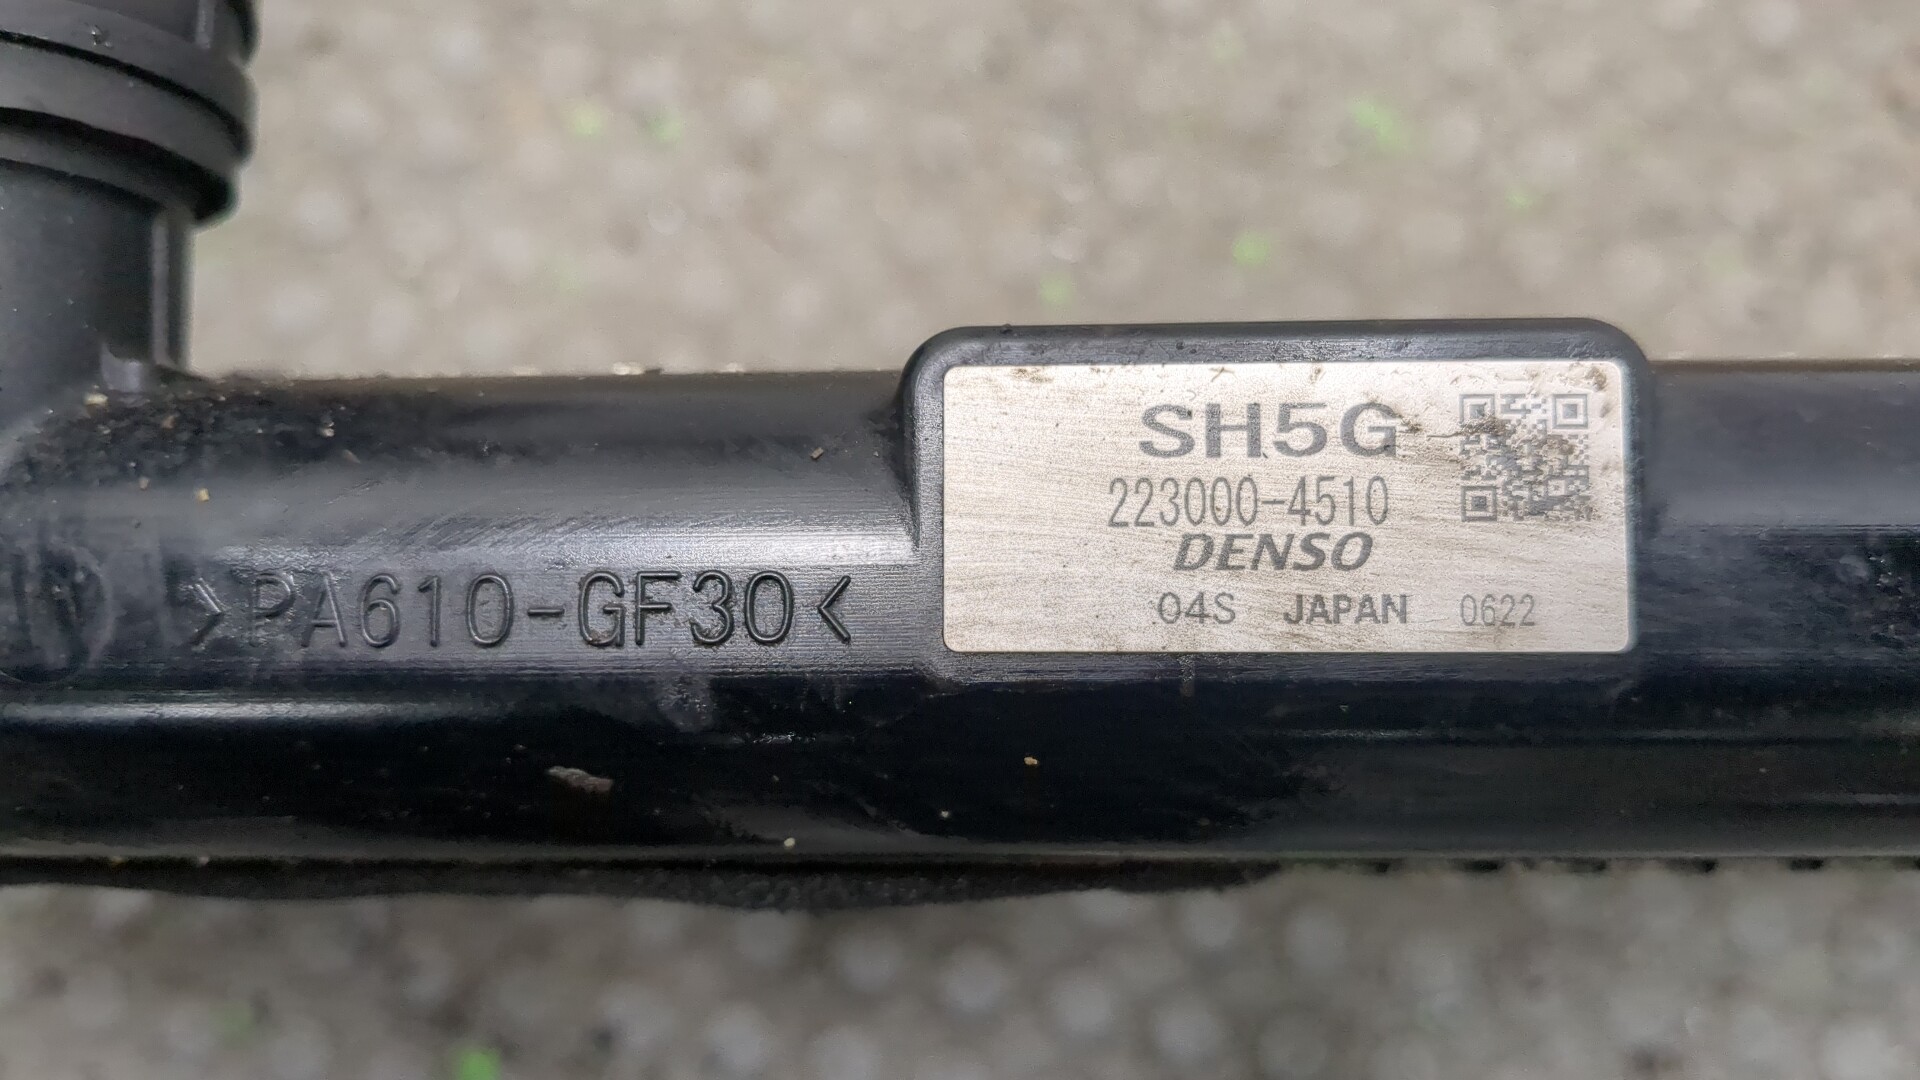 SH5G
223000-4510
DENSO
04S JAPAN 0622
>PA610-GF30<